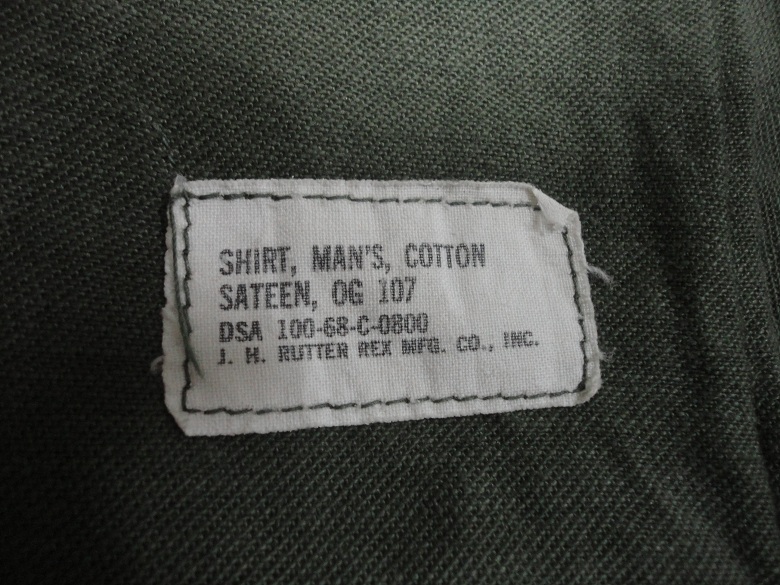 SHIRT, MAN'S, COTTON
SATEEN, OG 107
DSA 100-68-C-0800
J. H. RUTTER REX MFG. CO., INC.